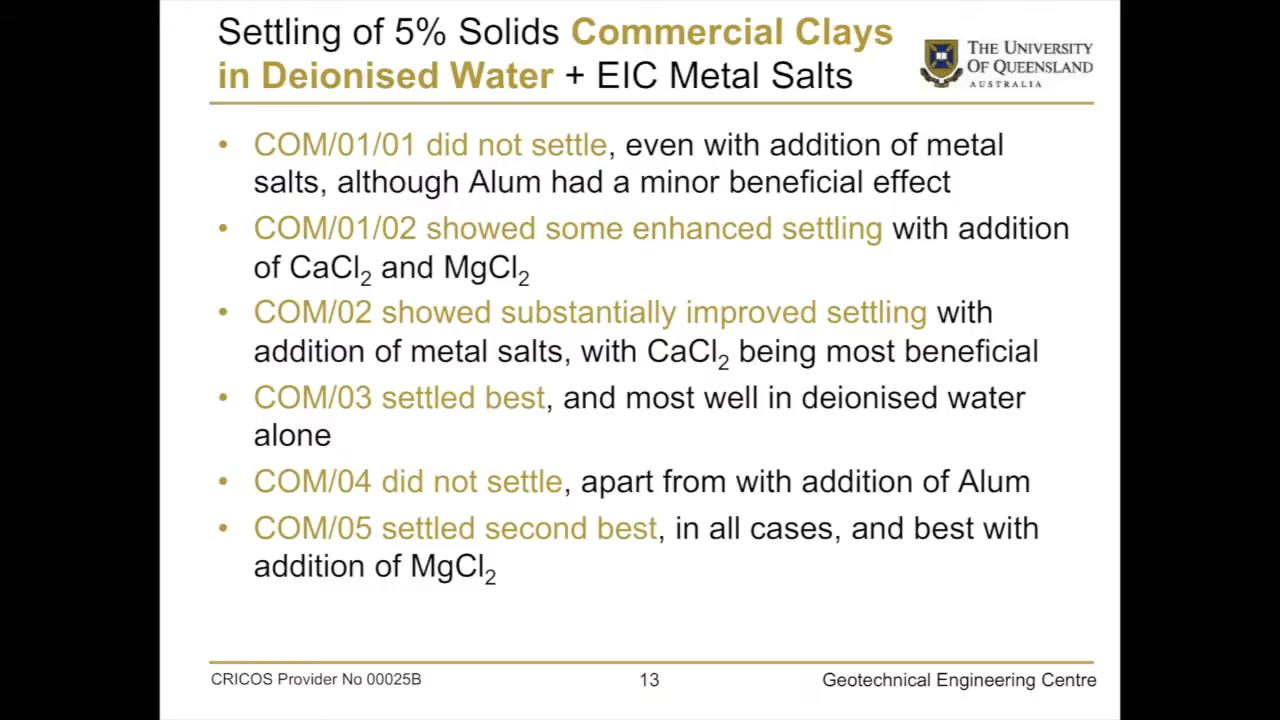 Settling of 5% Solids Commercial Clays
in Deionised Water + EIC Metal Salts
THE UNIVERSITY
OF QUEENSLAND
AUSTRALIA
• COM/01/01 did not settle, even with addition of metal
salts, although Alum had a minor beneficial effect
• COM/01/02 showed some enhanced settling with addition
of CaCl₂ and MgCl₂
• COM/02 showed substantially improved settling with
addition of metal salts, with CaCl₂ being most beneficial
• COM/03 settled best, and most well in deionised water
alone
• COM/04 did not settle, apart from with addition of Alum
• COM/05 settled second best, in all cases, and best with
addition of MgCl₂
CRICOS Provider No 00025B
13
Geotechnical Engineering Centre